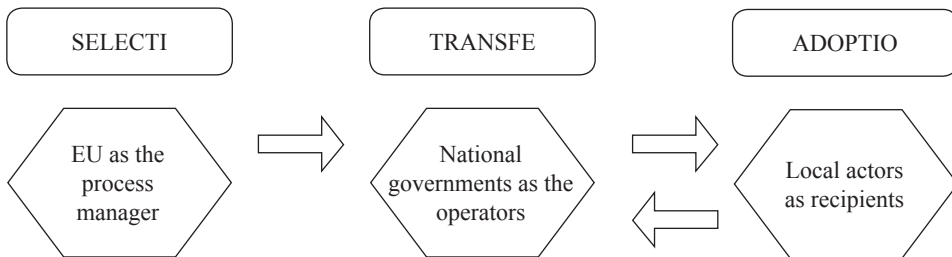 SELECTI
TRANSFE
ADOPTIO
EU as the
process
manager
National
governments as the
operators
Local actors
as recipients